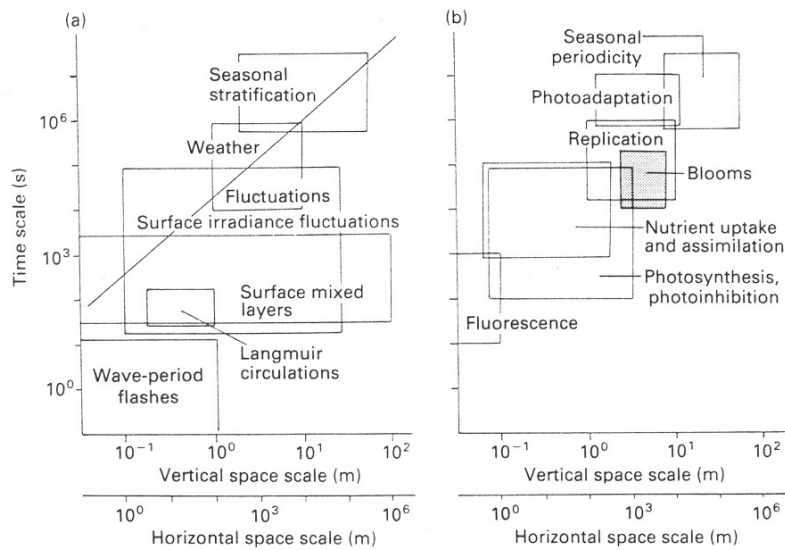 (a)
Time scale (s)
10⁶
10³
10⁰
Seasonal
stratification
Weather
Fluctuations
Surface irradiance fluctuations
Surface mixed
layers
Langmuir
circulations
Wave-period
flashes
10⁻¹
10⁰
10¹
10²
Vertical space scale (m)
10⁰
10³
10⁶
Horizontal space scale (m)
(b)
Seasonal
periodicity
Photoadaptation
Replication
Blooms
Nutrient uptake
and assimilation
Photosynthesis,
photoinhibition
Fluorescence
10⁻¹
10⁰
10¹
10²
Vertical space scale (m)
10⁰
10³
10⁶
Horizontal space scale (m)